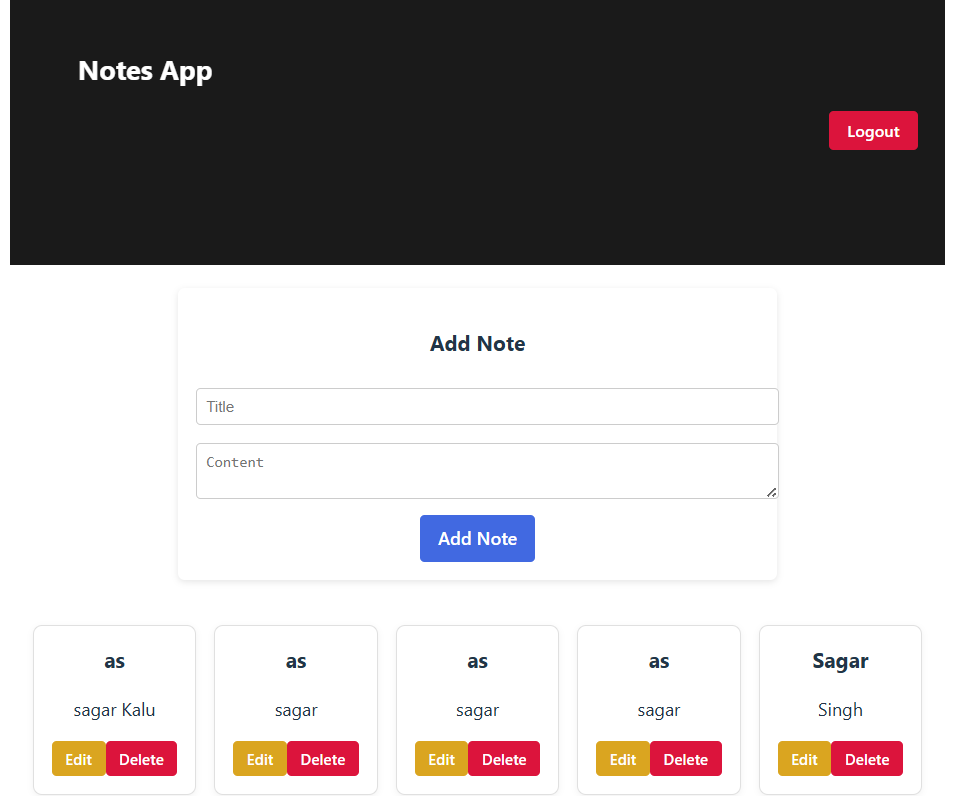 Notes App
Logout
Add Note
Title
Content
Add Note
as
sagar Kalu
Edit Delete
as
sagar
Edit Delete
as
sagar
Edit Delete
as
sagar
Edit Delete
Sagar
Singh
Edit Delete